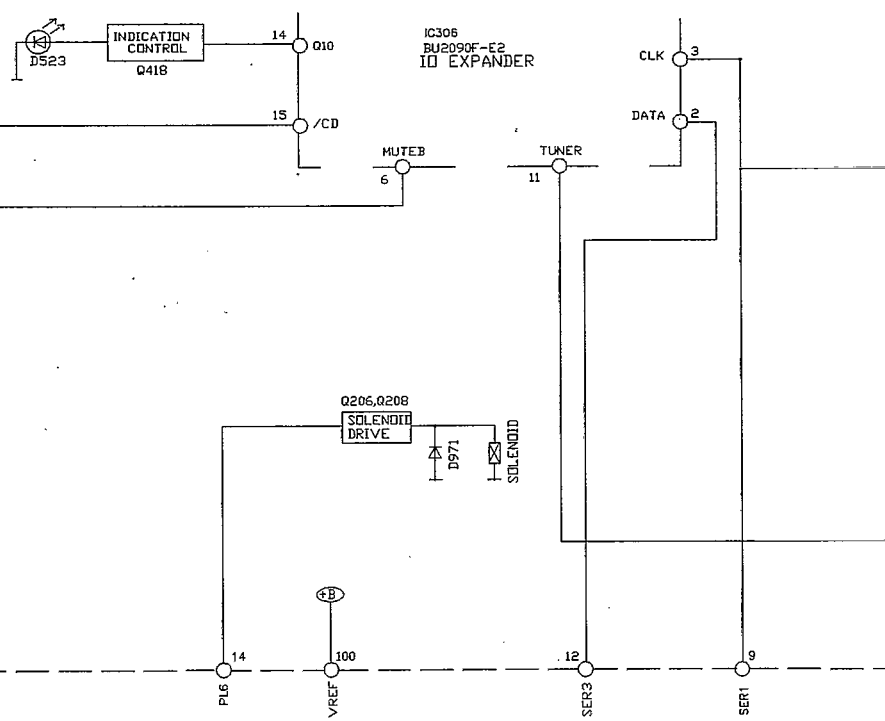 IC306
BU2090F-E2
IO EXPANDER
INDICATION
CONTROL
Q418
D523
14
Q10
15
/CD
MUTEB
6
TUNER
11
CLK
3
DATA
2
Q206,Q208
SOLENOID
DRIVE
D971
SOLENOID
+B
14
PL6
100
VREF
12
SER3
9
SER1